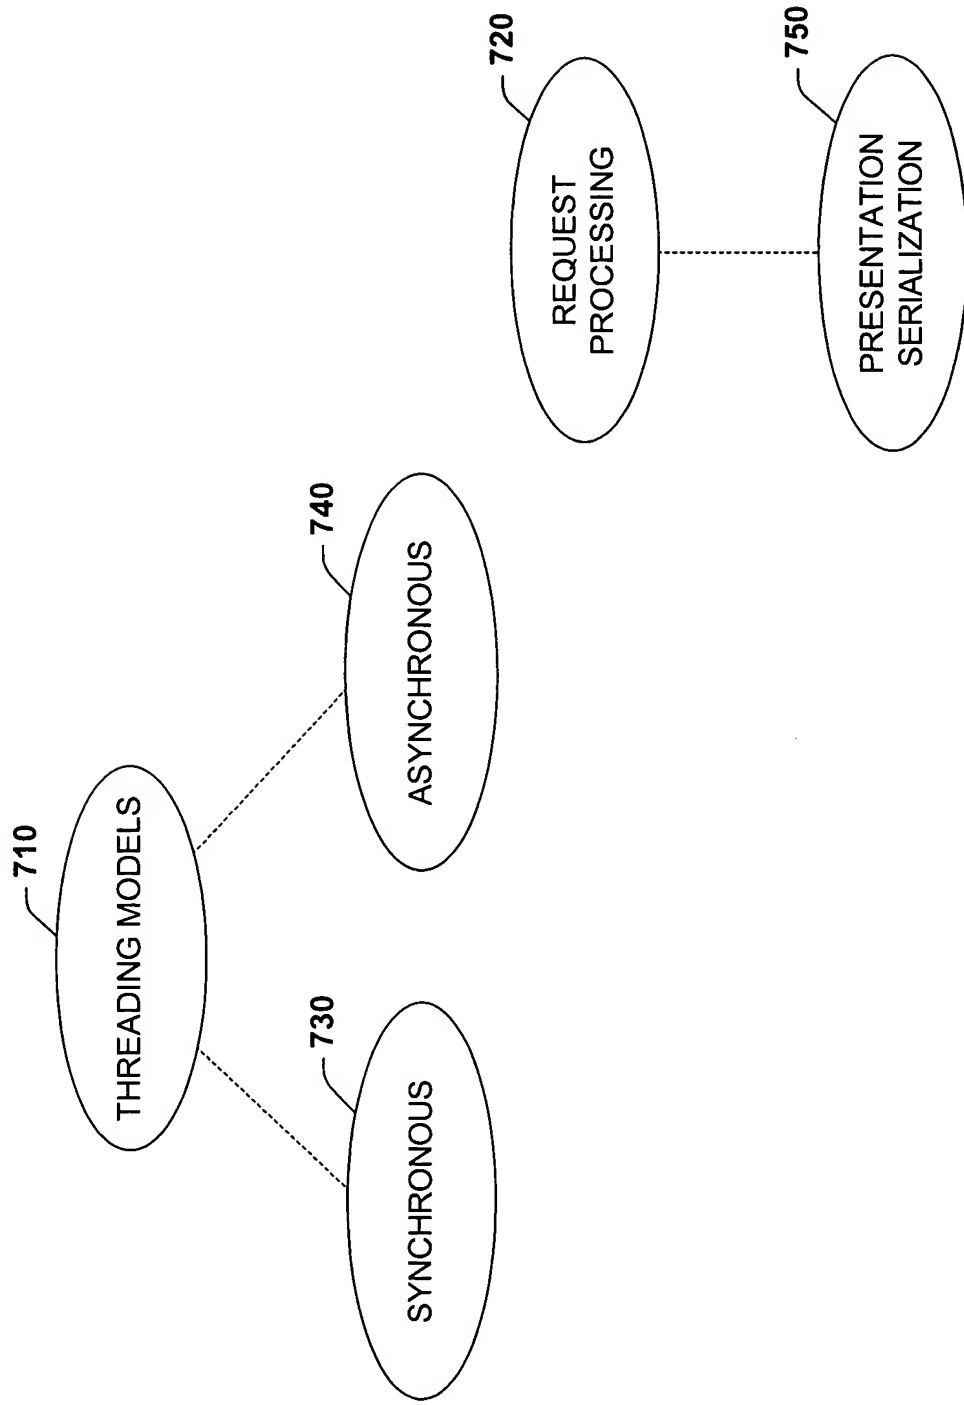 710
THREADING MODELS
730
SYNCHRONOUS
740
ASYNCHRONOUS
720
REQUEST
PROCESSING
750
PRESENTATION
SERIALIZATION